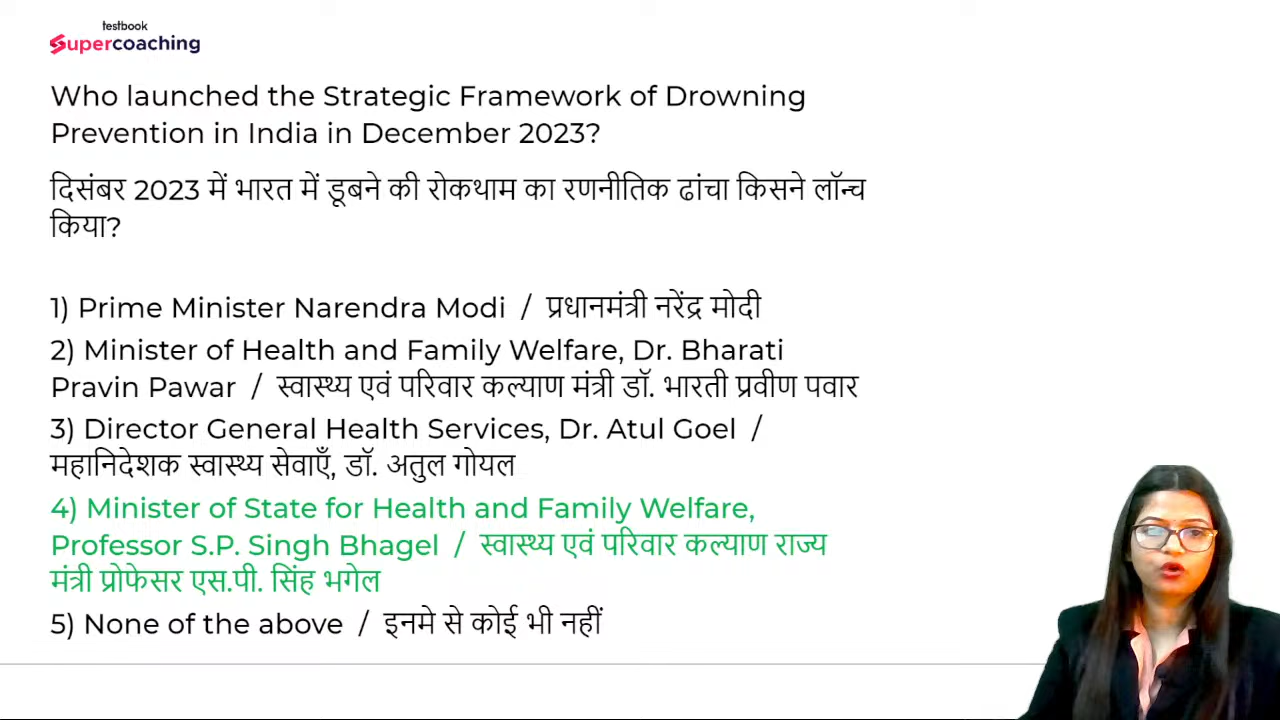 testbook
Supercoaching
Who launched the Strategic Framework of Drowning
Prevention in India in December 2023?
दिसंबर 2023 में भारत में डूबने की रोकथाम का रणनीतिक ढांचा किसने लॉन्च
किया?
1) Prime Minister Narendra Modi / प्रधानमंत्री नरेंद्र मोदी
2) Minister of Health and Family Welfare, Dr. Bharati
Pravin Pawar / स्वास्थ्य एवं परिवार कल्याण मंत्री डॉ. भारती प्रवीण पवार
3) Director General Health Services, Dr. Atul Goel /
महानिदेशक स्वास्थ्य सेवाएँ, डॉ. अतुल गोयल
4) Minister of State for Health and Family Welfare,
Professor S.P. Singh Bhagel / स्वास्थ्य एवं परिवार कल्याण राज्य
मंत्री प्रोफेसर एस.पी. सिंह भगेल
5) None of the above / इनमे से कोई भी नहीं